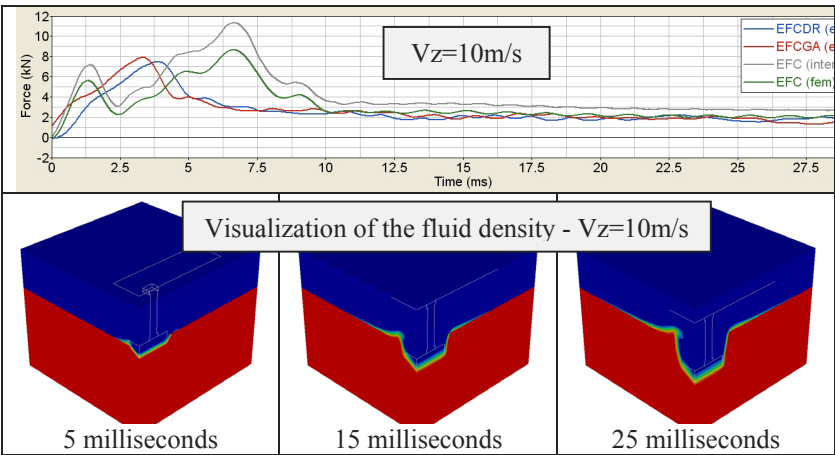 12
10
8
6
4
2
0
-2
Force (kN)
Vz=10m/s
EFCDR (e
EFCGA (e
EFC (inter
EFC (fem)
0 2.5 5 7.5 10 12.5 15 17.5 20 22.5 25 27.5
Time (ms)
Visualization of the fluid density - Vz=10m/s
5 milliseconds 15 milliseconds 25 milliseconds